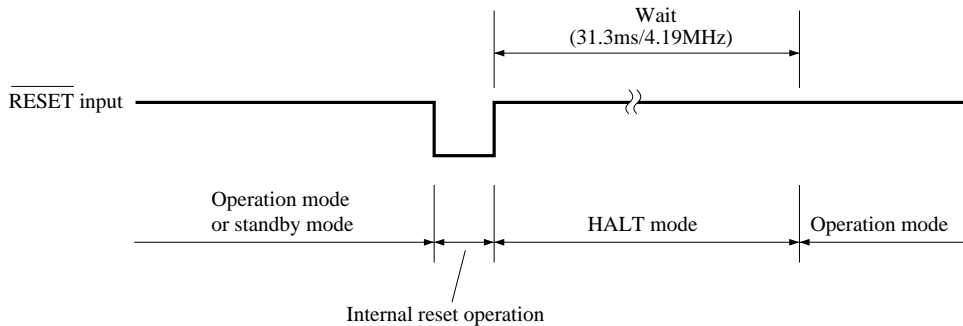 Wait
(31.3ms/4.19MHz)
RESET input
Operation mode
or standby mode
HALT mode
Operation mode
Internal reset operation